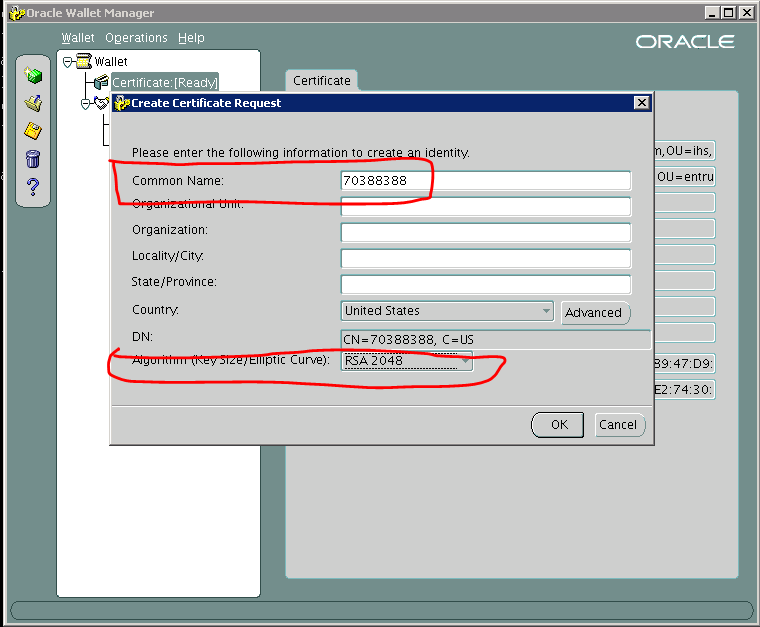 Oracle Wallet Manager
Wallet Operations Help
ORACLE
Wallet
Certificate:[Ready]
Certificate
Create Certificate Request
Please enter the following information to create an identity.
m,OU=ihs,
Common Name: 70388388
OU=entru
Organizational Unit:
Organization:
Locality/City:
State/Province:
Country: United States Advanced
DN: CN=70388388, C=US
Algorithm (Key Size/Elliptic Curve): RSA 2048
39:47:D9:
E2:74:30:
OK Cancel